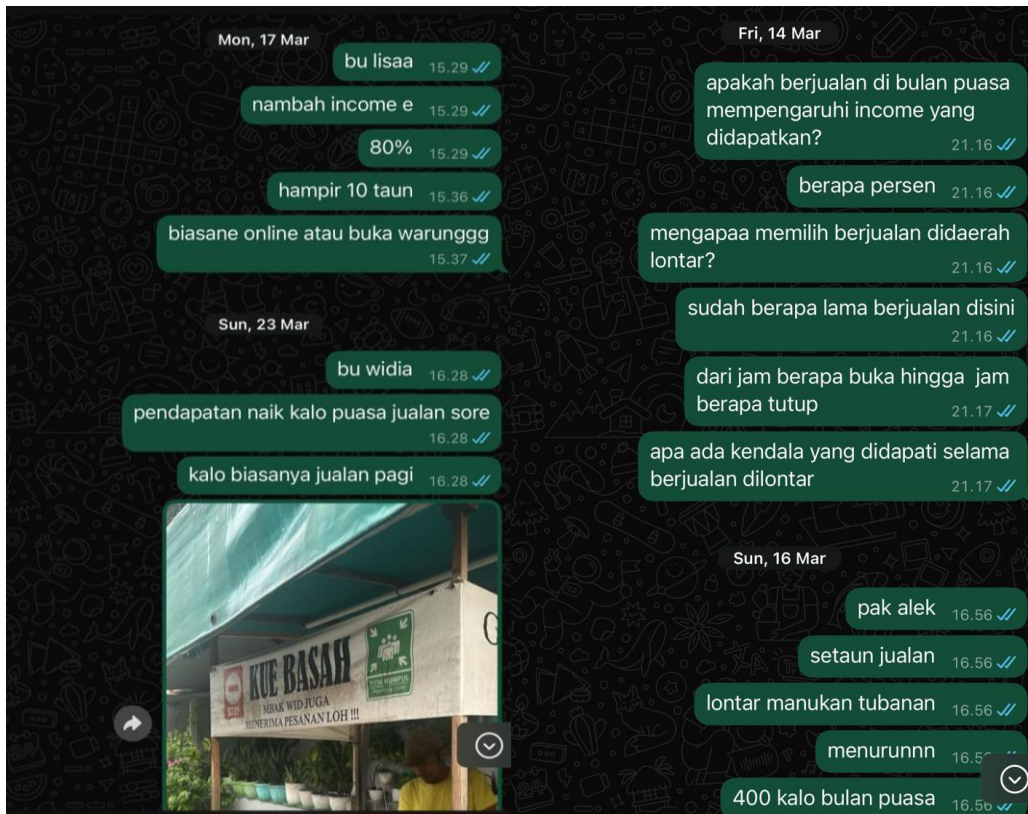 Mon, 17 Mar
bu lisaa 15.29
nambah income e 15.29
80% 15.29
hampir 10 taun 15.36
biasane online atau buka warunggg
15.37
Sun, 23 Mar
bu widia 16.28
pendapatan naik kalo puasa jualan sore
16.28
kalo biasanya jualan pagi 16.28
KUE BASAH
MBAK WID JUGA
MENERIMA PESANAN LOH !!!
TITIK KUMPUL
G
Fri, 14 Mar
apakah berjualan di bulan puasa
mempengaruhi income yang
didapatkan? 21.16
berapa persen 21.16
mengapaa memilih berjualan didaerah
lontar? 21.16
sudah berapa lama berjualan disini
21.16
dari jam berapa buka hingga jam
berapa tutup 21.17
apa ada kendala yang didapati selama
berjualan dilontar 21.17
Sun, 16 Mar
pak alek 16.56
setaun jualan 16.56
lontar manukan tubanan 16.56
menurunnn 16.5
400 kalo bulan puasa 16.56